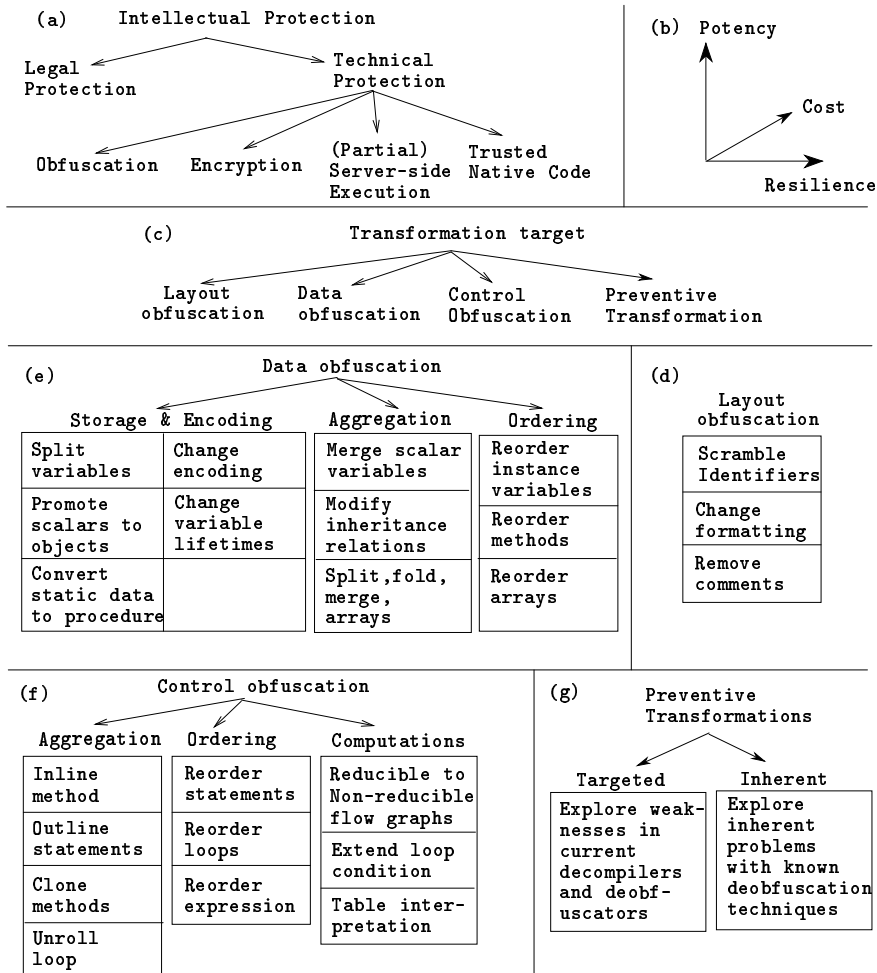 (a)
Intellectual Protection
Legal
Protection
Technical
Protection
Obfuscation
Encryption
(Partial)
Server-side
Execution
Trusted
Native Code
(b)
Potency
Cost
Resilience
(c)
Transformation target
Layout
obfuscation
Data
obfuscation
Control
Obfuscation
Preventive
Transformation
(e)
Data obfuscation
Storage & Encoding
Split
variables
Change
encoding
Promote
scalars to
objects
Change
variable
lifetimes
Convert
static data
to procedure
Aggregation
Merge scalar
variables
Modify
inheritance
relations
Split,fold,
merge,
arrays
Ordering
Reorder
instance
variables
Reorder
methods
Reorder
arrays
(d)
Layout
obfuscation
Scramble
Identifiers
Change
formatting
Remove
comments
(f)
Control obfuscation
Aggregation
Inline
method
Outline
statements
Clone
methods
Unroll
loop
Ordering
Reorder
statements
Reorder
loops
Reorder
expression
Computations
Reducible to
Non-reducible
flow graphs
Extend loop
condition
Table inter-
pretation
(g)
Preventive
Transformations
Targeted
Explore weak-
nesses in
current
decompilers
and deobf-
uscators
Inherent
Explore
inherent
problems
with known
deobfuscation
techniques